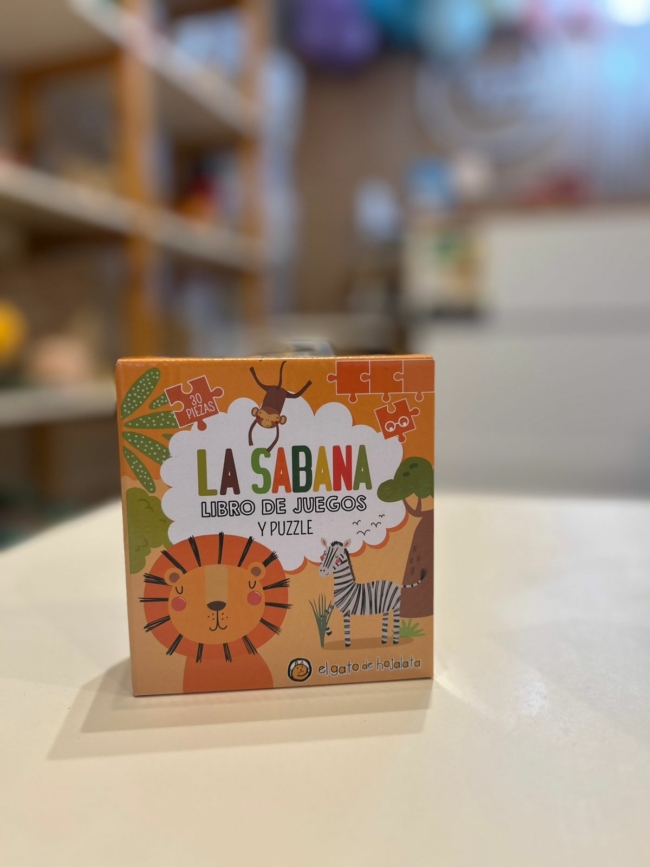 30
PIEZAS
LA SABANA
LIBRO DE JUEGOS
Y PUZZLE
el gato de hojalata